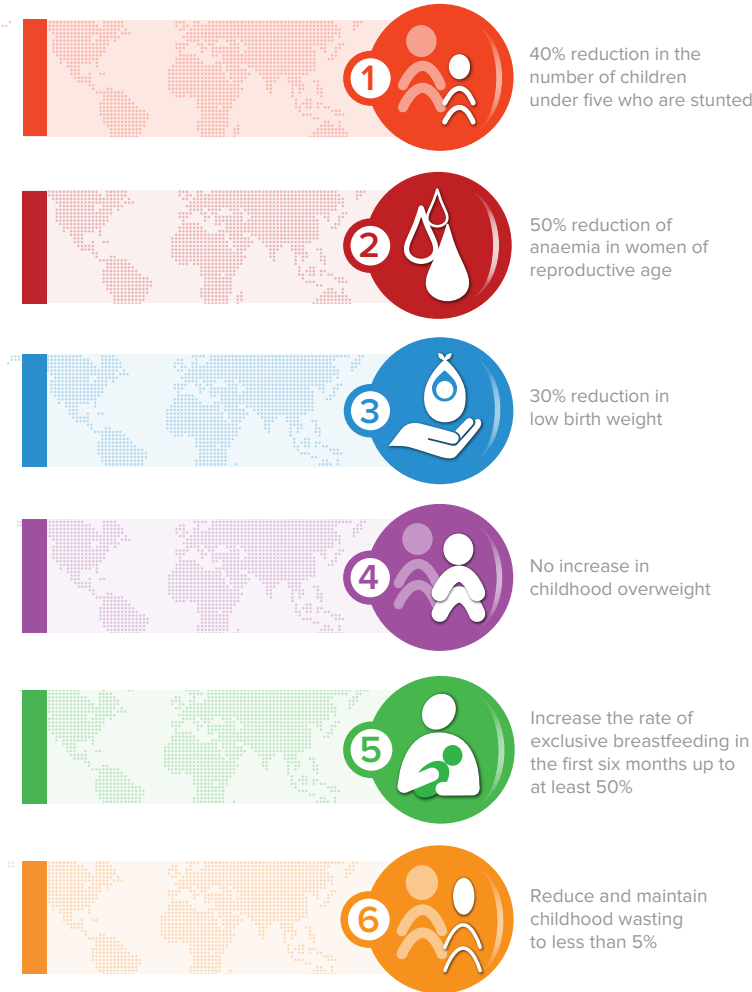 1
40% reduction in the
number of children
under five who are stunted
2
50% reduction of
anaemia in women of
reproductive age
3
30% reduction in
low birth weight
4
No increase in
childhood overweight
5
Increase the rate of
exclusive breastfeeding in
the first six months up to
at least 50%
6
Reduce and maintain
childhood wasting
to less than 5%